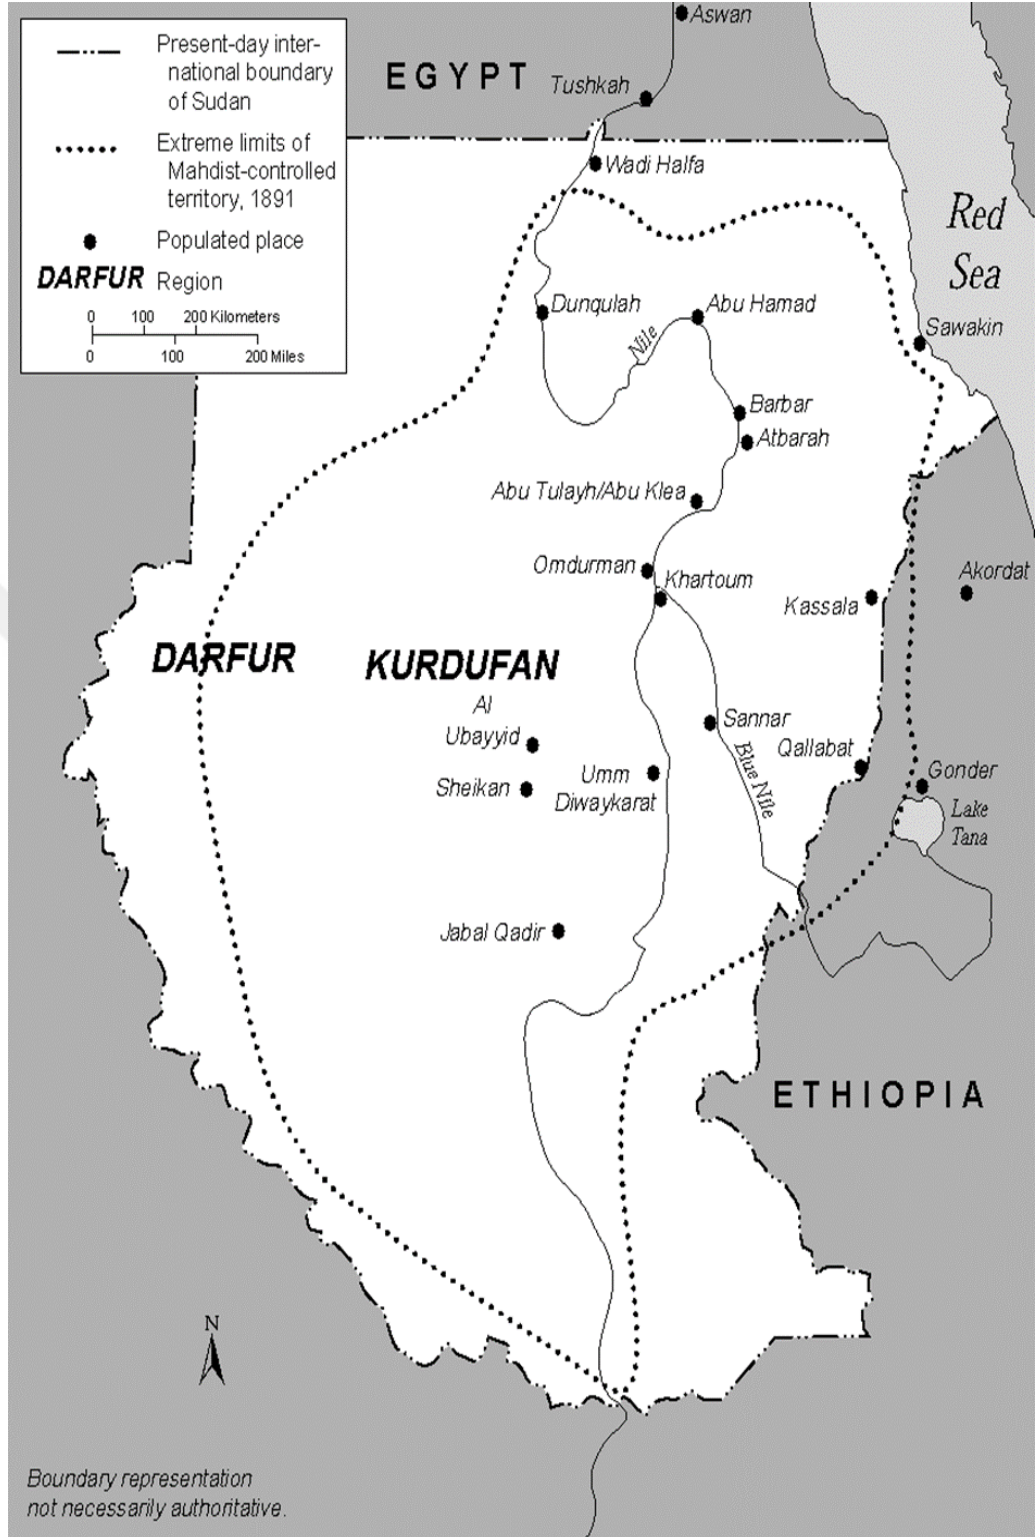 Present-day inter-
national boundary
of Sudan
Extreme limits of
Mahdist-controlled
territory, 1891
Populated place
DARFUR Region
0 100 200 Kilometers
0 100 200 Miles
Aswan
EGYPT
Tushkah
Wadi Halfa
Red
Sea
Dunqulah
Abu Hamad
Nile
Sawakin
Barbar
Atbarah
Abu Tulayh/Abu Klea
Omdurman
Khartoum
Kassala
Akordat
DARFUR
KURDUFAN
Al
Ubayyid
Sannar
Qallabat
Blue Nile
Sheikan
Umm
Diwaykarat
Gonder
Lake
Tana
Jabal Qadir
ETHIOPIA
N
Boundary representation
not necessarily authoritative.